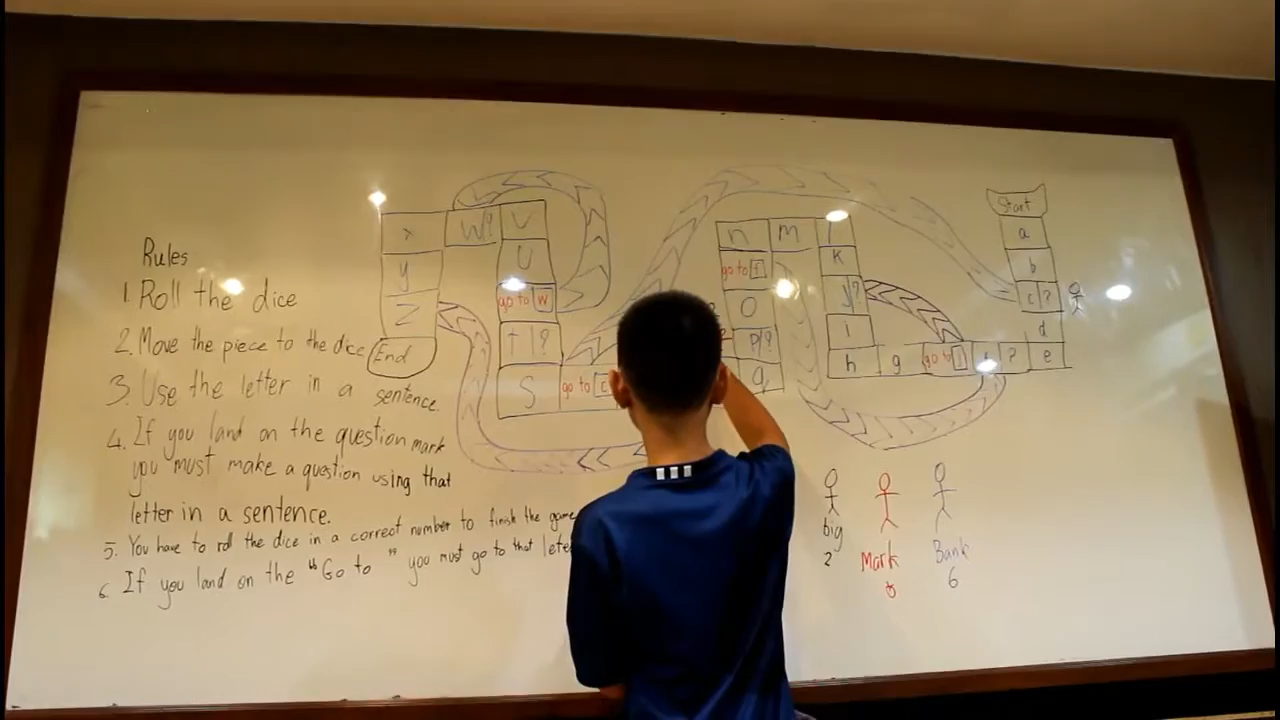 Rules
1. Roll the dice
2. Move the piece to the dice
3. Use the letter in a sentence.
4. If you land on the question mark
you must make a question using that
letter in a sentence.
5. You have to roll the dice in a correct number to finish the game
6. If you land on the "Go to" you must go to that
x W? V
y U
Z go to w
End t ?
S go to c
n m
go to
O
P ?
q
K
J ?
h g go to ? e
Start
a
b
c ?
d
big Mark Bank
2 6